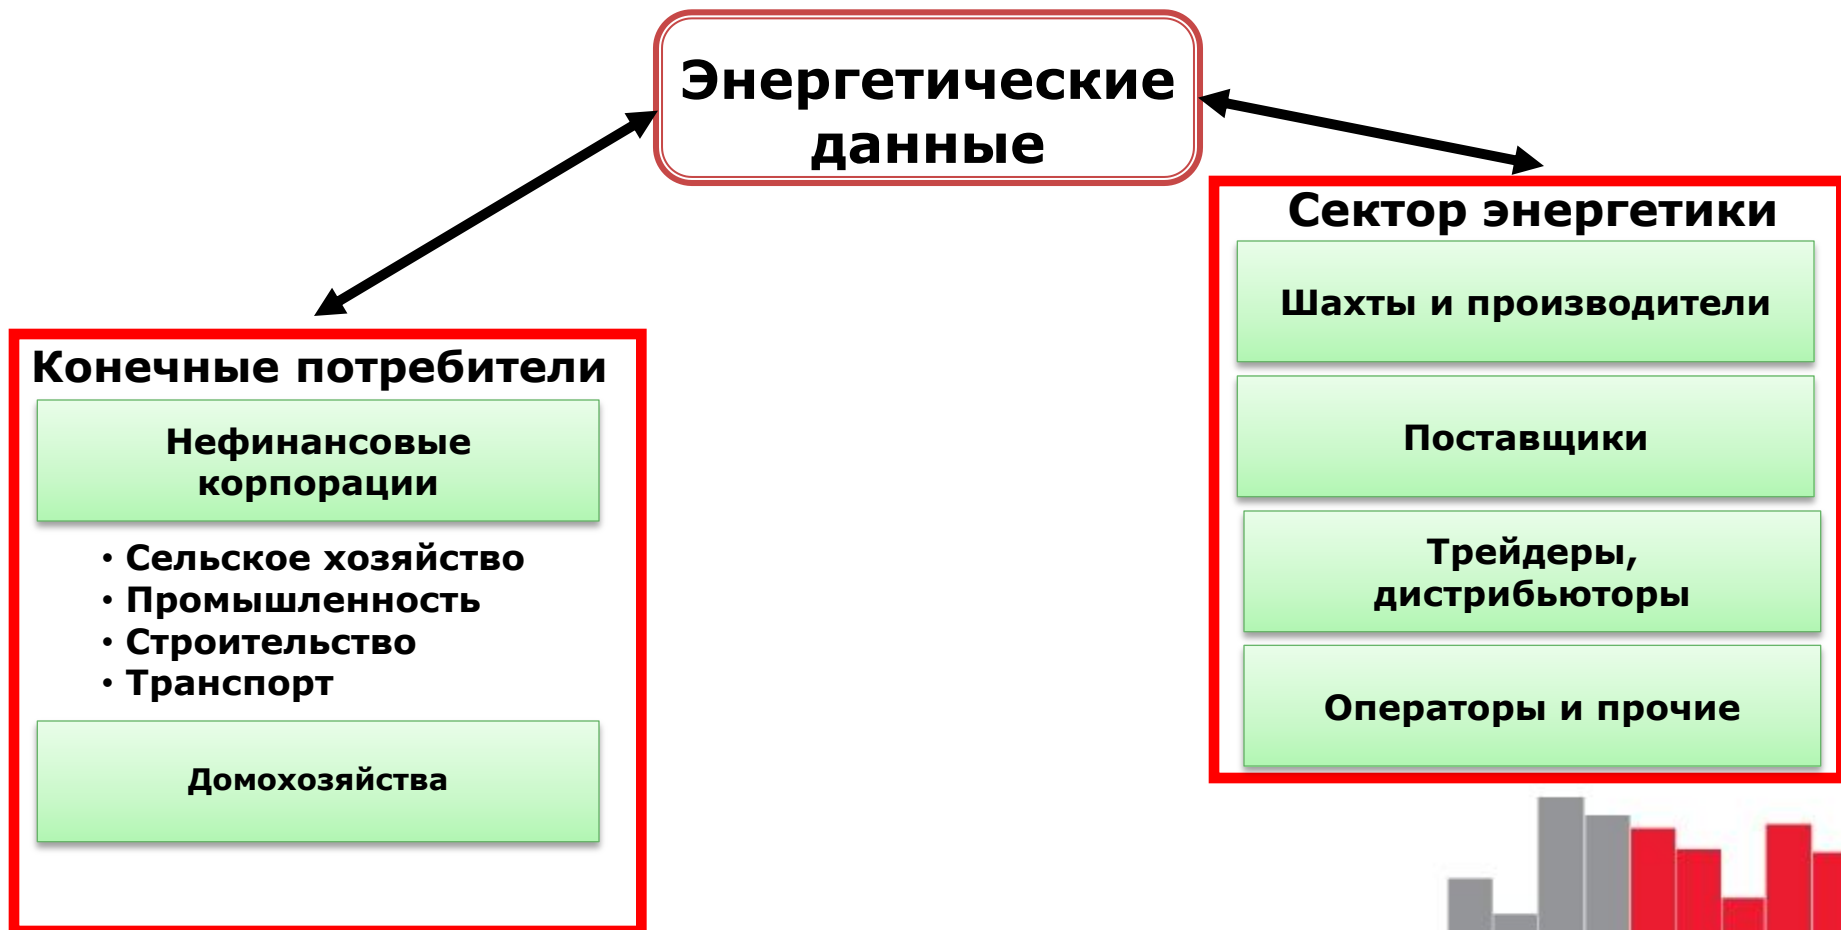 Энергетические
данные
Конечные потребители
Нефинансовые
корпорации
• Сельское хозяйство
• Промышленность
• Строительство
• Транспорт
Домохозяйства
Сектор энергетики
Шахты и производители
Поставщики
Трейдеры,
дистрибьюторы
Операторы и прочие